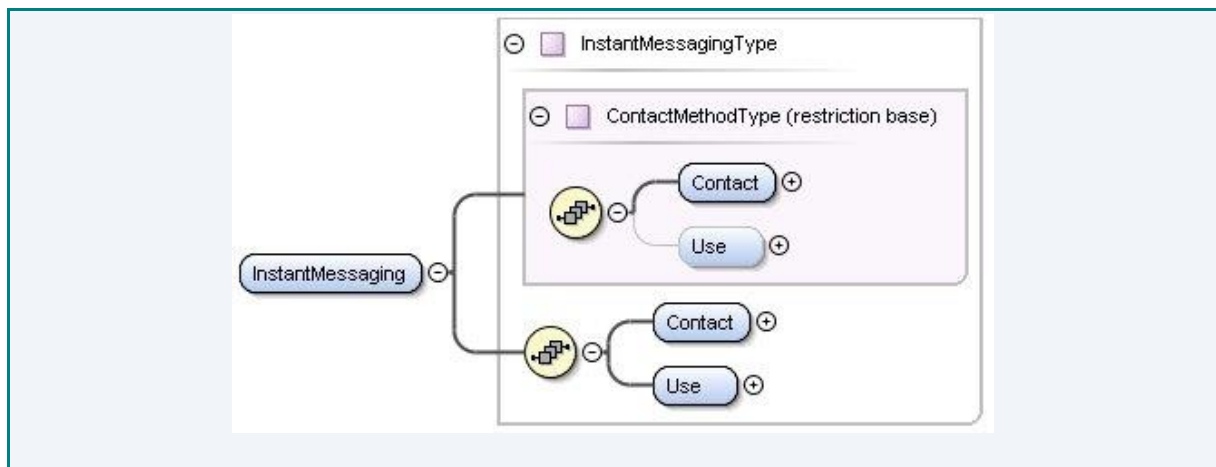 InstantMessagingType
ContactMethodType (restriction base)
Contact
Use
InstantMessaging
Contact
Use